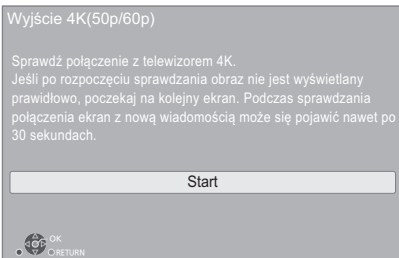 Wyjście 4K(50p/60p)
Sprawdź połączenie z telewizorem 4K.
Jeśli po rozpoczęciu sprawdzania obraz nie jest wyświetlany
prawidłowo, poczekaj na kolejny ekran. Podczas sprawdzania
połączenia ekran z nową wiadomością może się pojawić nawet po
30 sekundach.
Start
OK
RETURN